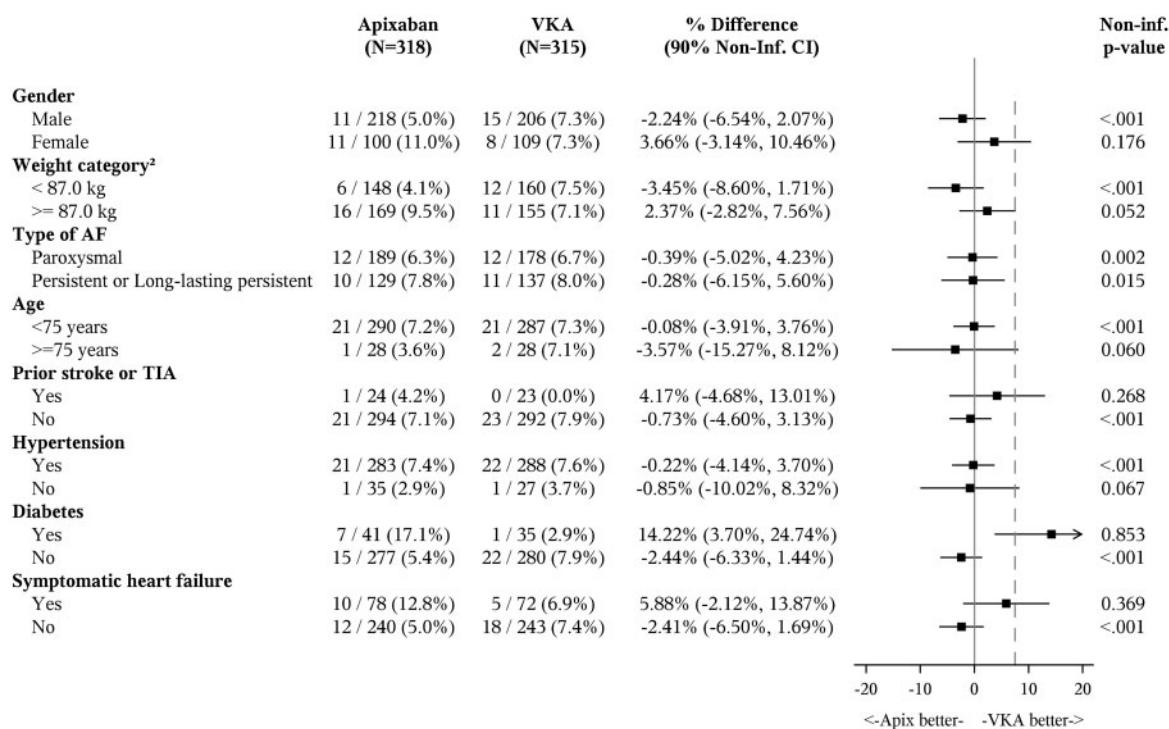 Apixaban VKA % Difference Non-inf.
(N=318) (N=315) (90% Non-Inf. CI) p-value
Gender
Male 11 / 218 (5.0%) 15 / 206 (7.3%) -2.24% (-6.54%, 2.07%) <.001
Female 11 / 100 (11.0%) 8 / 109 (7.3%) 3.66% (-3.14%, 10.46%) 0.176
Weight category²
< 87.0 kg 6 / 148 (4.1%) 12 / 160 (7.5%) -3.45% (-8.60%, 1.71%) <.001
>= 87.0 kg 16 / 169 (9.5%) 11 / 155 (7.1%) 2.37% (-2.82%, 7.56%) 0.052
Type of AF
Paroxysmal 12 / 189 (6.3%) 12 / 178 (6.7%) -0.39% (-5.02%, 4.23%) 0.002
Persistent or Long-lasting persistent 10 / 129 (7.8%) 11 / 137 (8.0%) -0.28% (-6.15%, 5.60%) 0.015
Age
<75 years 21 / 290 (7.2%) 21 / 287 (7.3%) -0.08% (-3.91%, 3.76%) <.001
>=75 years 1 / 28 (3.6%) 2 / 28 (7.1%) -3.57% (-15.27%, 8.12%) 0.060
Prior stroke or TIA
Yes 1 / 24 (4.2%) 0 / 23 (0.0%) 4.17% (-4.68%, 13.01%) 0.268
No 21 / 294 (7.1%) 23 / 292 (7.9%) -0.73% (-4.60%, 3.13%) <.001
Hypertension
Yes 21 / 283 (7.4%) 22 / 288 (7.6%) -0.22% (-4.14%, 3.70%) <.001
No 1 / 35 (2.9%) 1 / 27 (3.7%) -0.85% (-10.02%, 8.32%) 0.067
Diabetes
Yes 7 / 41 (17.1%) 1 / 35 (2.9%) 14.22% (3.70%, 24.74%) 0.853
No 15 / 277 (5.4%) 22 / 280 (7.9%) -2.44% (-6.33%, 1.44%) <.001
Symptomatic heart failure
Yes 10 / 78 (12.8%) 5 / 72 (6.9%) 5.88% (-2.12%, 13.87%) 0.369
No 12 / 240 (5.0%) 18 / 243 (7.4%) -2.41% (-6.50%, 1.69%) <.001
-20 -10 0 10 20
<-Apix better- -VKA better->